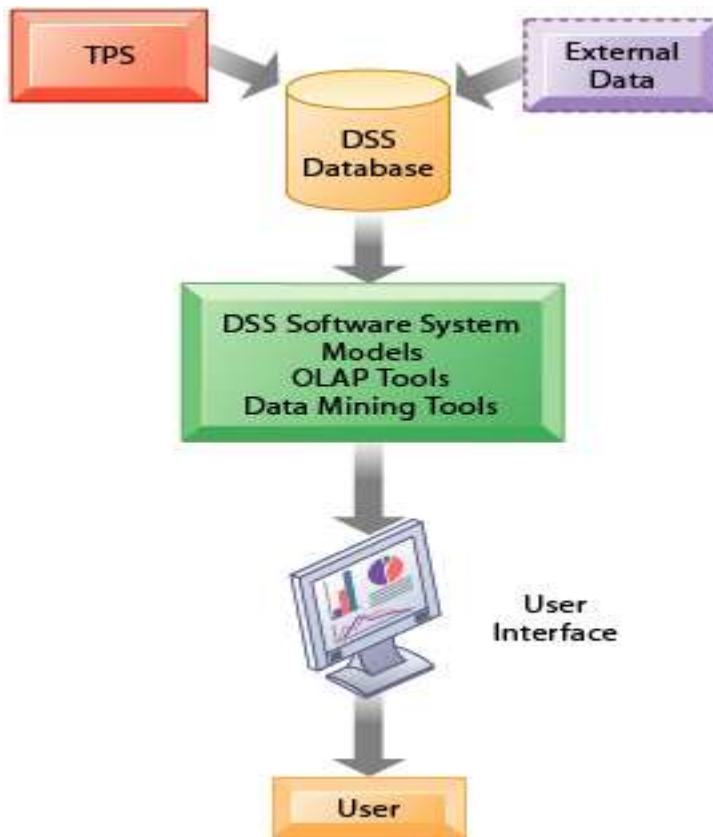 TPS
External
Data
DSS
Database
DSS Software System
Models
OLAP Tools
Data Mining Tools
User
Interface
User